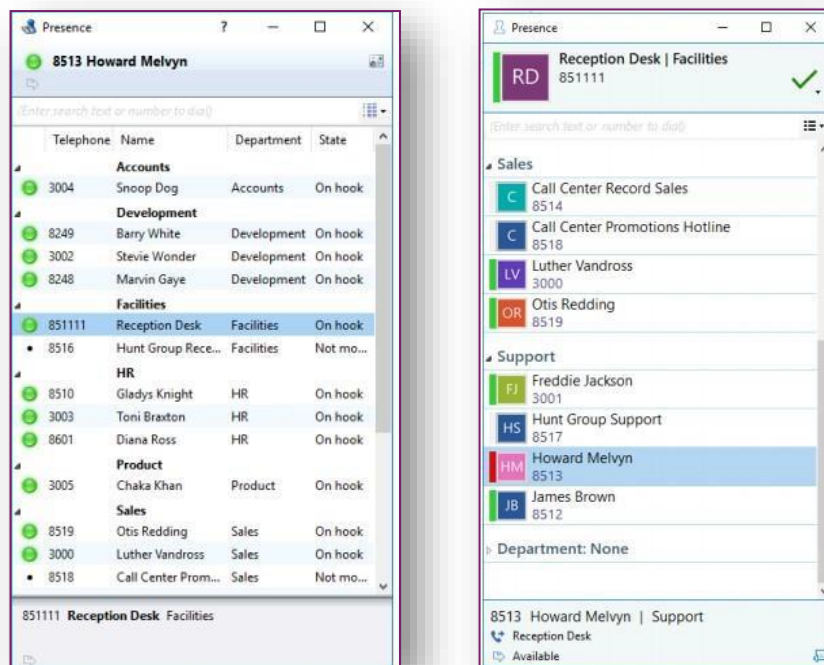 Presence ?
8513 Howard Melvyn
(Enter search text or number to dial)
Telephone Name Department State
Accounts
3004 Snoop Dog Accounts On hook
Development
8249 Barry White Development On hook
3002 Stevie Wonder Development On hook
8248 Marvin Gaye Development On hook
Facilities
851111 Reception Desk Facilities On hook
8516 Hunt Group Rece... Facilities Not mo...
HR
8510 Gladys Knight HR On hook
3003 Toni Braxton HR On hook
8601 Diana Ross HR On hook
Product
3005 Chaka Khan Product On hook
Sales
8519 Otis Redding Sales On hook
3000 Luther Vandross Sales On hook
8518 Call Center Prom... Sales Not mo...
851111 Reception Desk Facilities
Presence
RD Reception Desk | Facilities
851111
(Enter search text or number to dial)
Sales
C Call Center Record Sales
8514
C Call Center Promotions Hotline
8518
LV Luther Vandross
3000
OR Otis Redding
8519
Support
FJ Freddie Jackson
3001
HS Hunt Group Support
8517
HM Howard Melvyn
8513
JB James Brown
8512
Department: None
8513 Howard Melvyn | Support
Reception Desk
Available